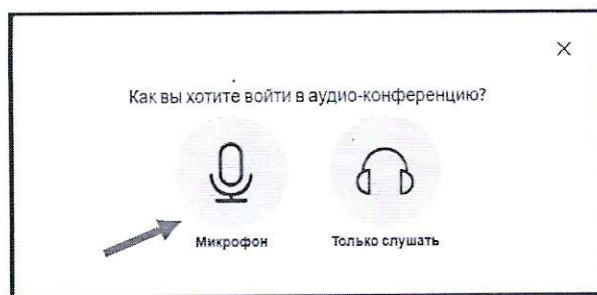 Как вы хотите войти в аудио-конференцию?
Микрофон
Только слушать